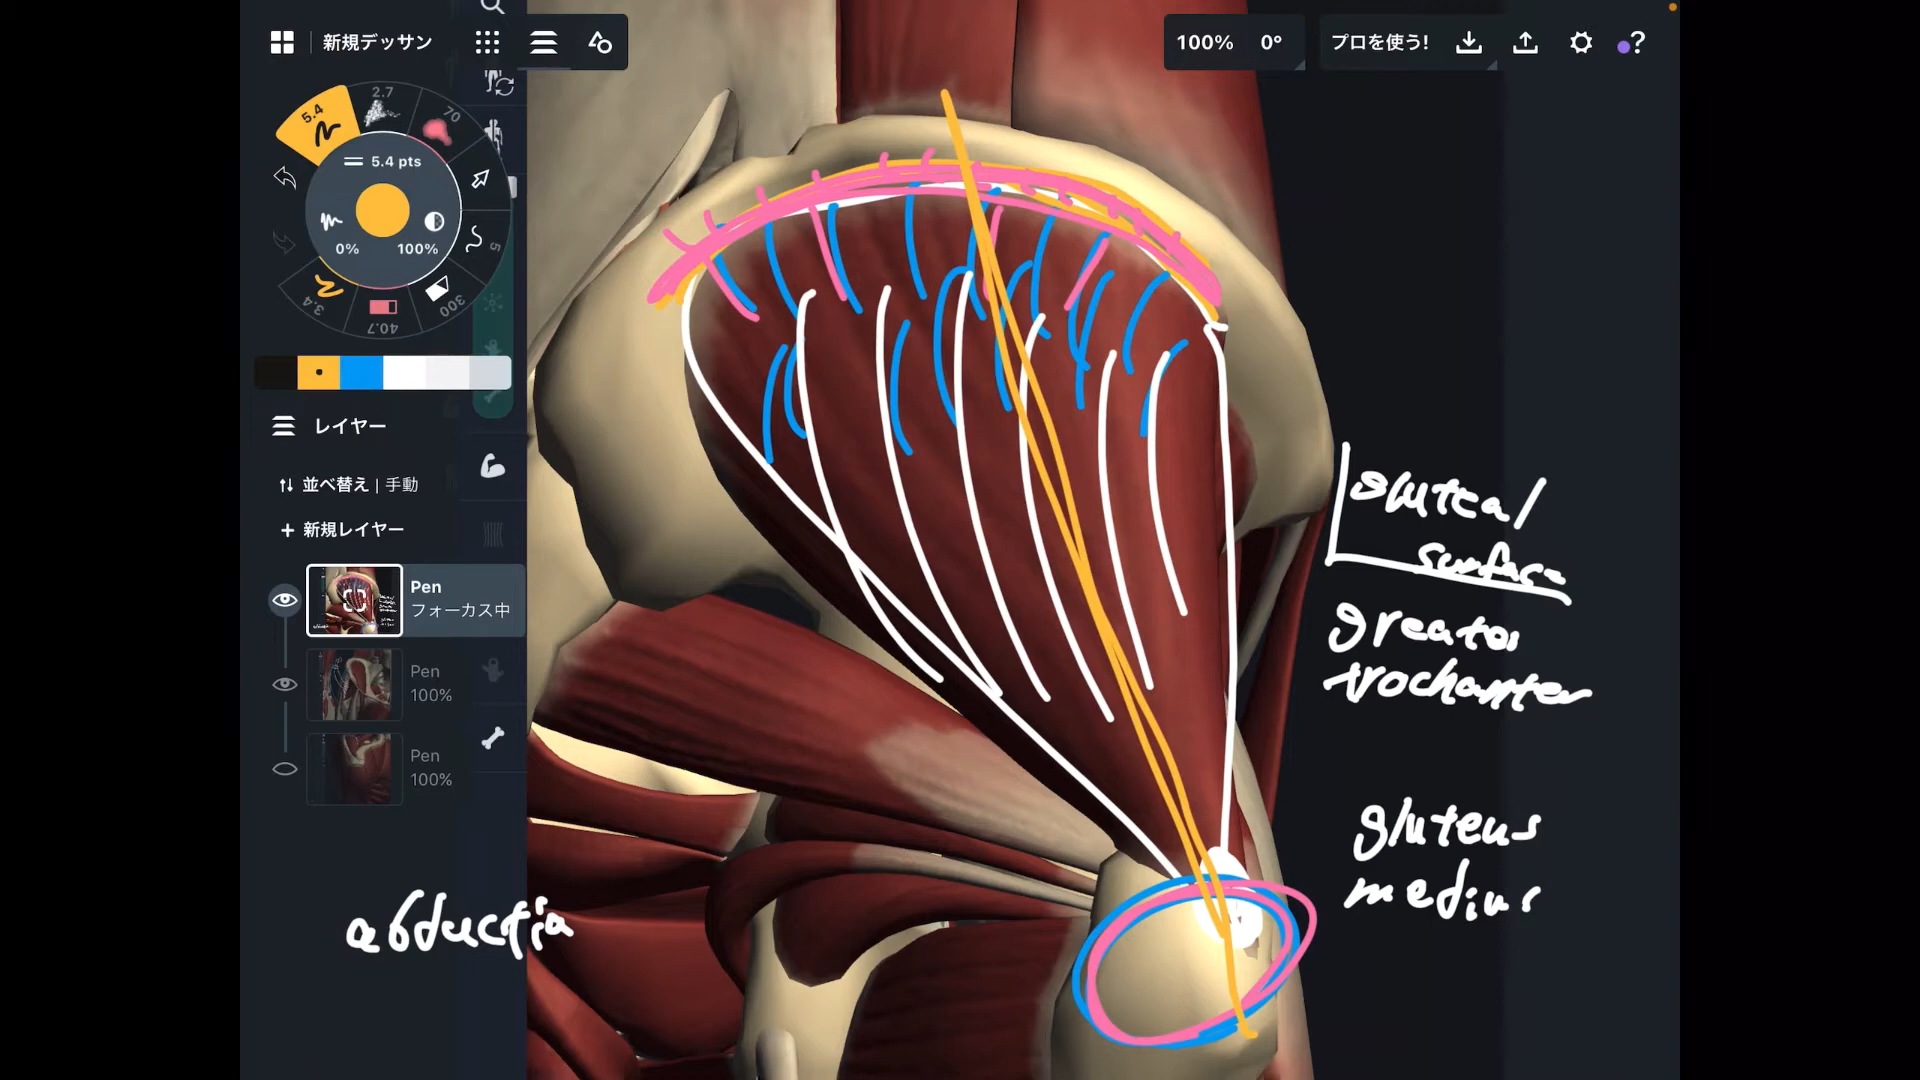 新規デッサン
100% 0°
プロを使う!
?
5.4
2.7
70
5
300
40.7
3.4
5.4 pts
0% 100%
レイヤー
並べ替え | 手動
+ 新規レイヤー
Pen
フォーカス中
Pen
100%
Pen
100%
gluteal
surface
greater
trochanter
gluteus
medius
abduction